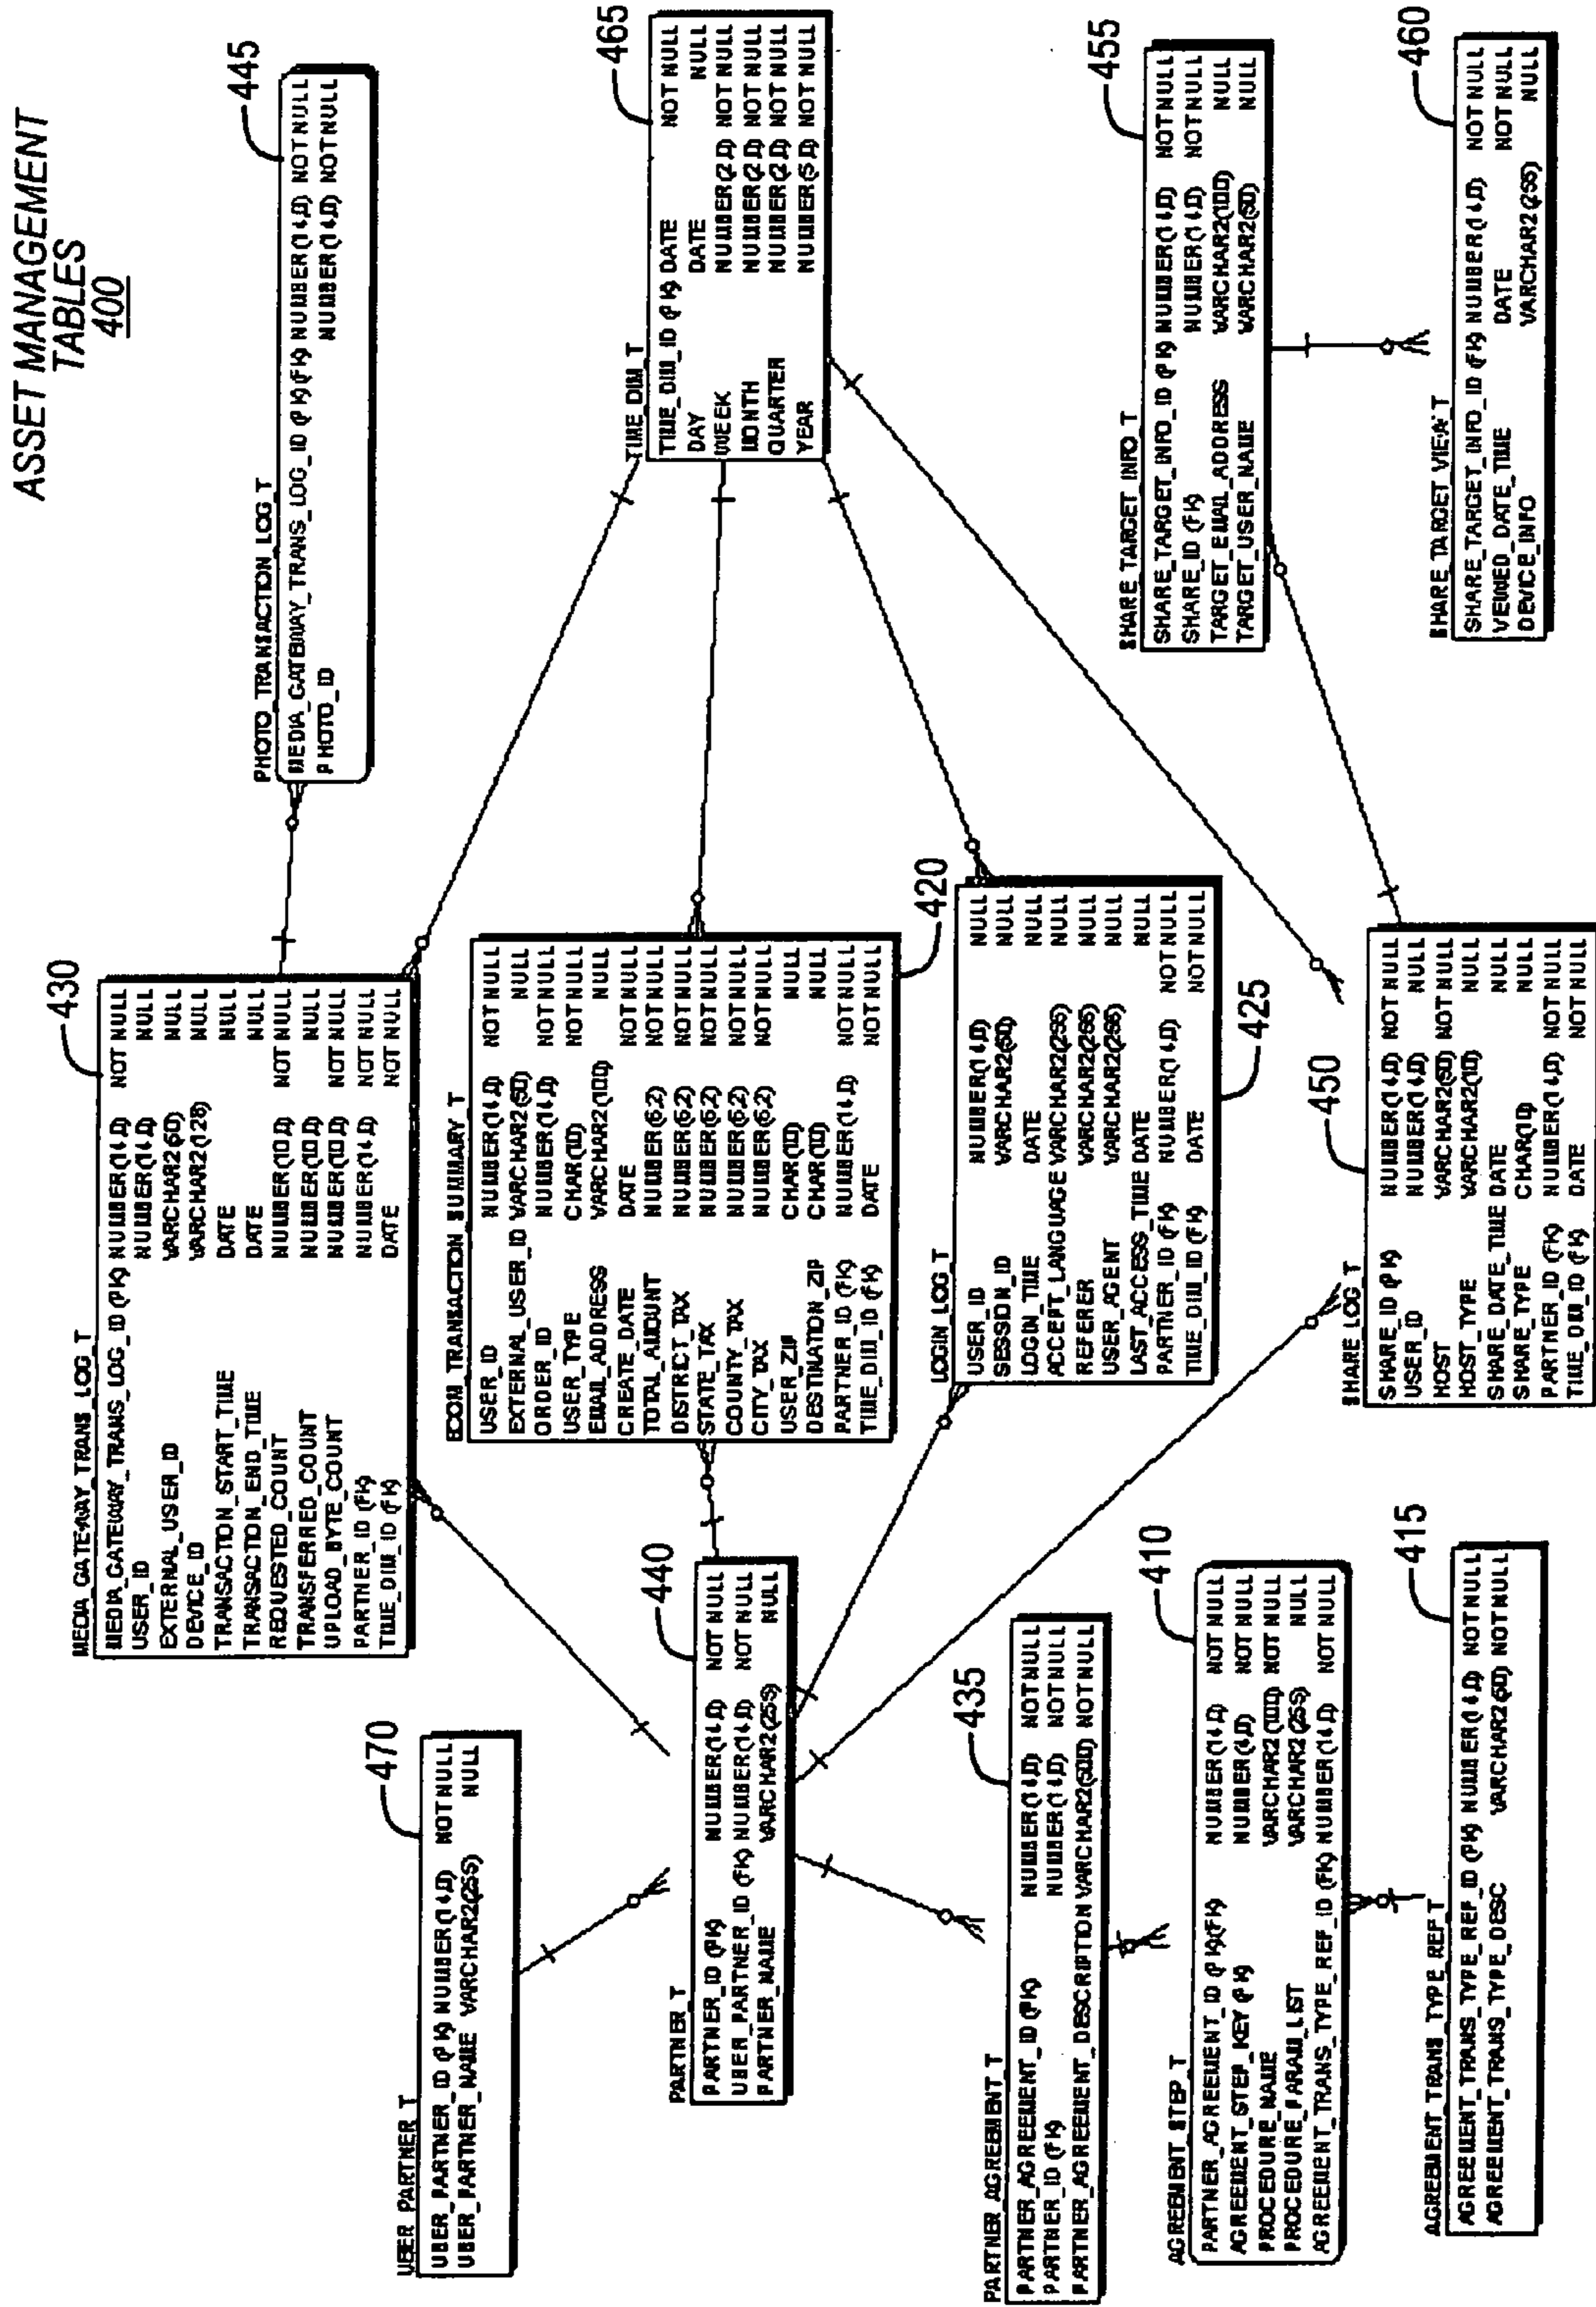 ASSET MANAGEMENT
TABLES
400
MEDIA_GATEWAY_TRANS_LOG_T
430
MEDIA_GATEWAY_TRANS_LOG_ID (PK) NUMBER(14,0) NOT NULL
USER_ID NUMBER(14,0) NULL
EXTERNAL_USER_ID VARCHAR2(50) NULL
DEVICE_ID VARCHAR2(128) NULL
TRANSACTION_START_TIME DATE NULL
TRANSACTION_END_TIME DATE NULL
REQUESTED_COUNT NUMBER(10,0) NOT NULL
TRANSFERRED_COUNT NUMBER(10,0) NULL
UPLOAD_BYTE_COUNT NUMBER(10,0) NOT NULL
PARTNER_ID (FK) NUMBER(14,0) NOT NULL
TIME_DIM_ID (FK) DATE NOT NULL
PHOTO_TRANSACTION_LOG_T
445
MEDIA_GATEWAY_TRANS_LOG_ID (PK)(FK) NUMBER(14,0) NOT NULL
PHOTO_ID NUMBER(14,0) NOT NULL
UBER_PARTNER_T
470
UBER_PARTNER_ID (PK) NUMBER(14,0) NOT NULL
UBER_PARTNER_NAME VARCHAR2(255) NULL
ECOM_TRANSACTION_SUMMARY_T
420
USER_ID NUMBER(14,0) NOT NULL
EXTERNAL_USER_ID VARCHAR2(50) NULL
ORDER_ID NUMBER(14,0) NOT NULL
USER_TYPE CHAR(10) NOT NULL
EMAIL_ADDRESS VARCHAR2(100) NULL
CREATE_DATE DATE NOT NULL
TOTAL_AMOUNT NUMBER(6,2) NOT NULL
DISTRICT_TAX NUMBER(6,2) NOT NULL
STATE_TAX NUMBER(6,2) NOT NULL
COUNTY_TAX NUMBER(6,2) NOT NULL
CITY_TAX NUMBER(6,2) NOT NULL
USER_ZIP CHAR(10) NULL
DESTINATION_ZIP CHAR(10) NULL
PARTNER_ID (FK) NUMBER(14,0) NOT NULL
TIME_DIM_ID (FK) DATE NOT NULL
TIME_DIM_T
465
TIME_DIM_ID (PK) DATE NOT NULL
DAY DATE NULL
WEEK NUMBER(2,0) NOT NULL
MONTH NUMBER(2,0) NOT NULL
QUARTER NUMBER(2,0) NOT NULL
YEAR NUMBER(5,0) NOT NULL
PARTNER_T
440
PARTNER_ID (PK) NUMBER(14,0) NOT NULL
UBER_PARTNER_ID (FK) NUMBER(14,0) NOT NULL
PARTNER_NAME VARCHAR2(255) NULL
LOGIN_LOG_T
425
USER_ID NUMBER(14,0) NULL
SESSION_ID VARCHAR2(50) NULL
LOGIN_TIME DATE NULL
ACCEPT_LANGUAGE VARCHAR2(255) NULL
REFERER VARCHAR2(255) NULL
USER_AGENT VARCHAR2(255) NULL
LAST_ACCESS_TIME DATE NULL
PARTNER_ID (FK) NUMBER(14,0) NOT NULL
TIME_DIM_ID (FK) DATE NOT NULL
PARTNER_AGREEMENT_T
435
PARTNER_AGREEMENT_ID (PK) NUMBER(14,0) NOT NULL
PARTNER_ID (FK) NUMBER(14,0) NOT NULL
PARTNER_AGREEMENT_DESCRIPTION VARCHAR2(500) NOT NULL
AGREEMENT_STEP_T
410
PARTNER_AGREEMENT_ID (PK)(FK) NUMBER(14,0) NOT NULL
AGREEMENT_STEP_KEY (PK) NUMBER(4,0) NOT NULL
PROCEDURE_NAME VARCHAR2(100) NOT NULL
PROCEDURE_PARAM_LIST VARCHAR2(255) NULL
AGREEMENT_TRANS_TYPE_REF_ID (FK) NUMBER(14,0) NOT NULL
AGREEMENT_TRANS_TYPE_REF_T
415
AGREEMENT_TRANS_TYPE_REF_ID (PK) NUMBER(14,0) NOT NULL
AGREEMENT_TRANS_TYPE_DESC VARCHAR2(50) NOT NULL
SHARE_LOG_T
450
SHARE_ID (PK) NUMBER(14,0) NOT NULL
USER_ID NUMBER(14,0) NULL
HOST VARCHAR2(50) NOT NULL
HOST_TYPE VARCHAR2(10) NULL
SHARE_DATE_TIME DATE NULL
SHARE_TYPE CHAR(10) NULL
PARTNER_ID (FK) NUMBER(14,0) NOT NULL
TIME_DIM_ID (FK) DATE NOT NULL
SHARE_TARGET_INFO_T
455
SHARE_TARGET_INFO_ID (PK) NUMBER(14,0) NOT NULL
SHARE_ID (FK) NUMBER(14,0) NOT NULL
TARGET_EMAIL_ADDRESS VARCHAR2(100) NULL
TARGET_USER_NAME VARCHAR2(50) NULL
SHARE_TARGET_VIEW_T
460
SHARE_TARGET_INFO_ID (FK) NUMBER(14,0) NOT NULL
VIEWED_DATE_TIME DATE NOT NULL
DEVICE_INFO VARCHAR2(255) NULL